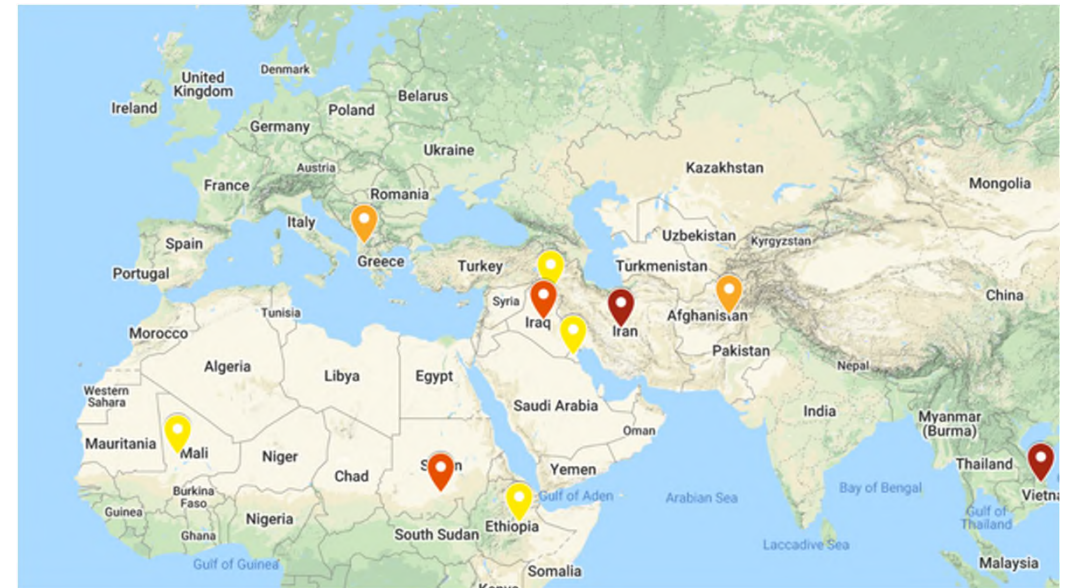 Denmark
United
Kingdom
Ireland
Belarus
Poland
Germany
Ukraine
Austria
Kazakhstan
France
Mongolia
Romania
Italy
Uzbekistan
Kyrgyzstan
Spain
Greece
Turkey
Turkmenistan
Portugal
China
Syria
Tunisia
Afghanistan
Iraq
Iran
Morocco
Pakistan
Nepal
Algeria
Libya
Egypt
Western
Sahara
Saudi Arabia
India
Myanmar
(Burma)
Oman
Mauritania
Mali
Niger
Thailand
Chad
Yemen
Burkina
Faso
Gulf of Aden
Arabian Sea
Bay of Bengal
Vietna
Guinea
Nigeria
Ethiopia
Gulf of
Thailand
Ghana
South Sudan
Laccadive Sea
Gulf of Guinea
Somalia
Malaysia